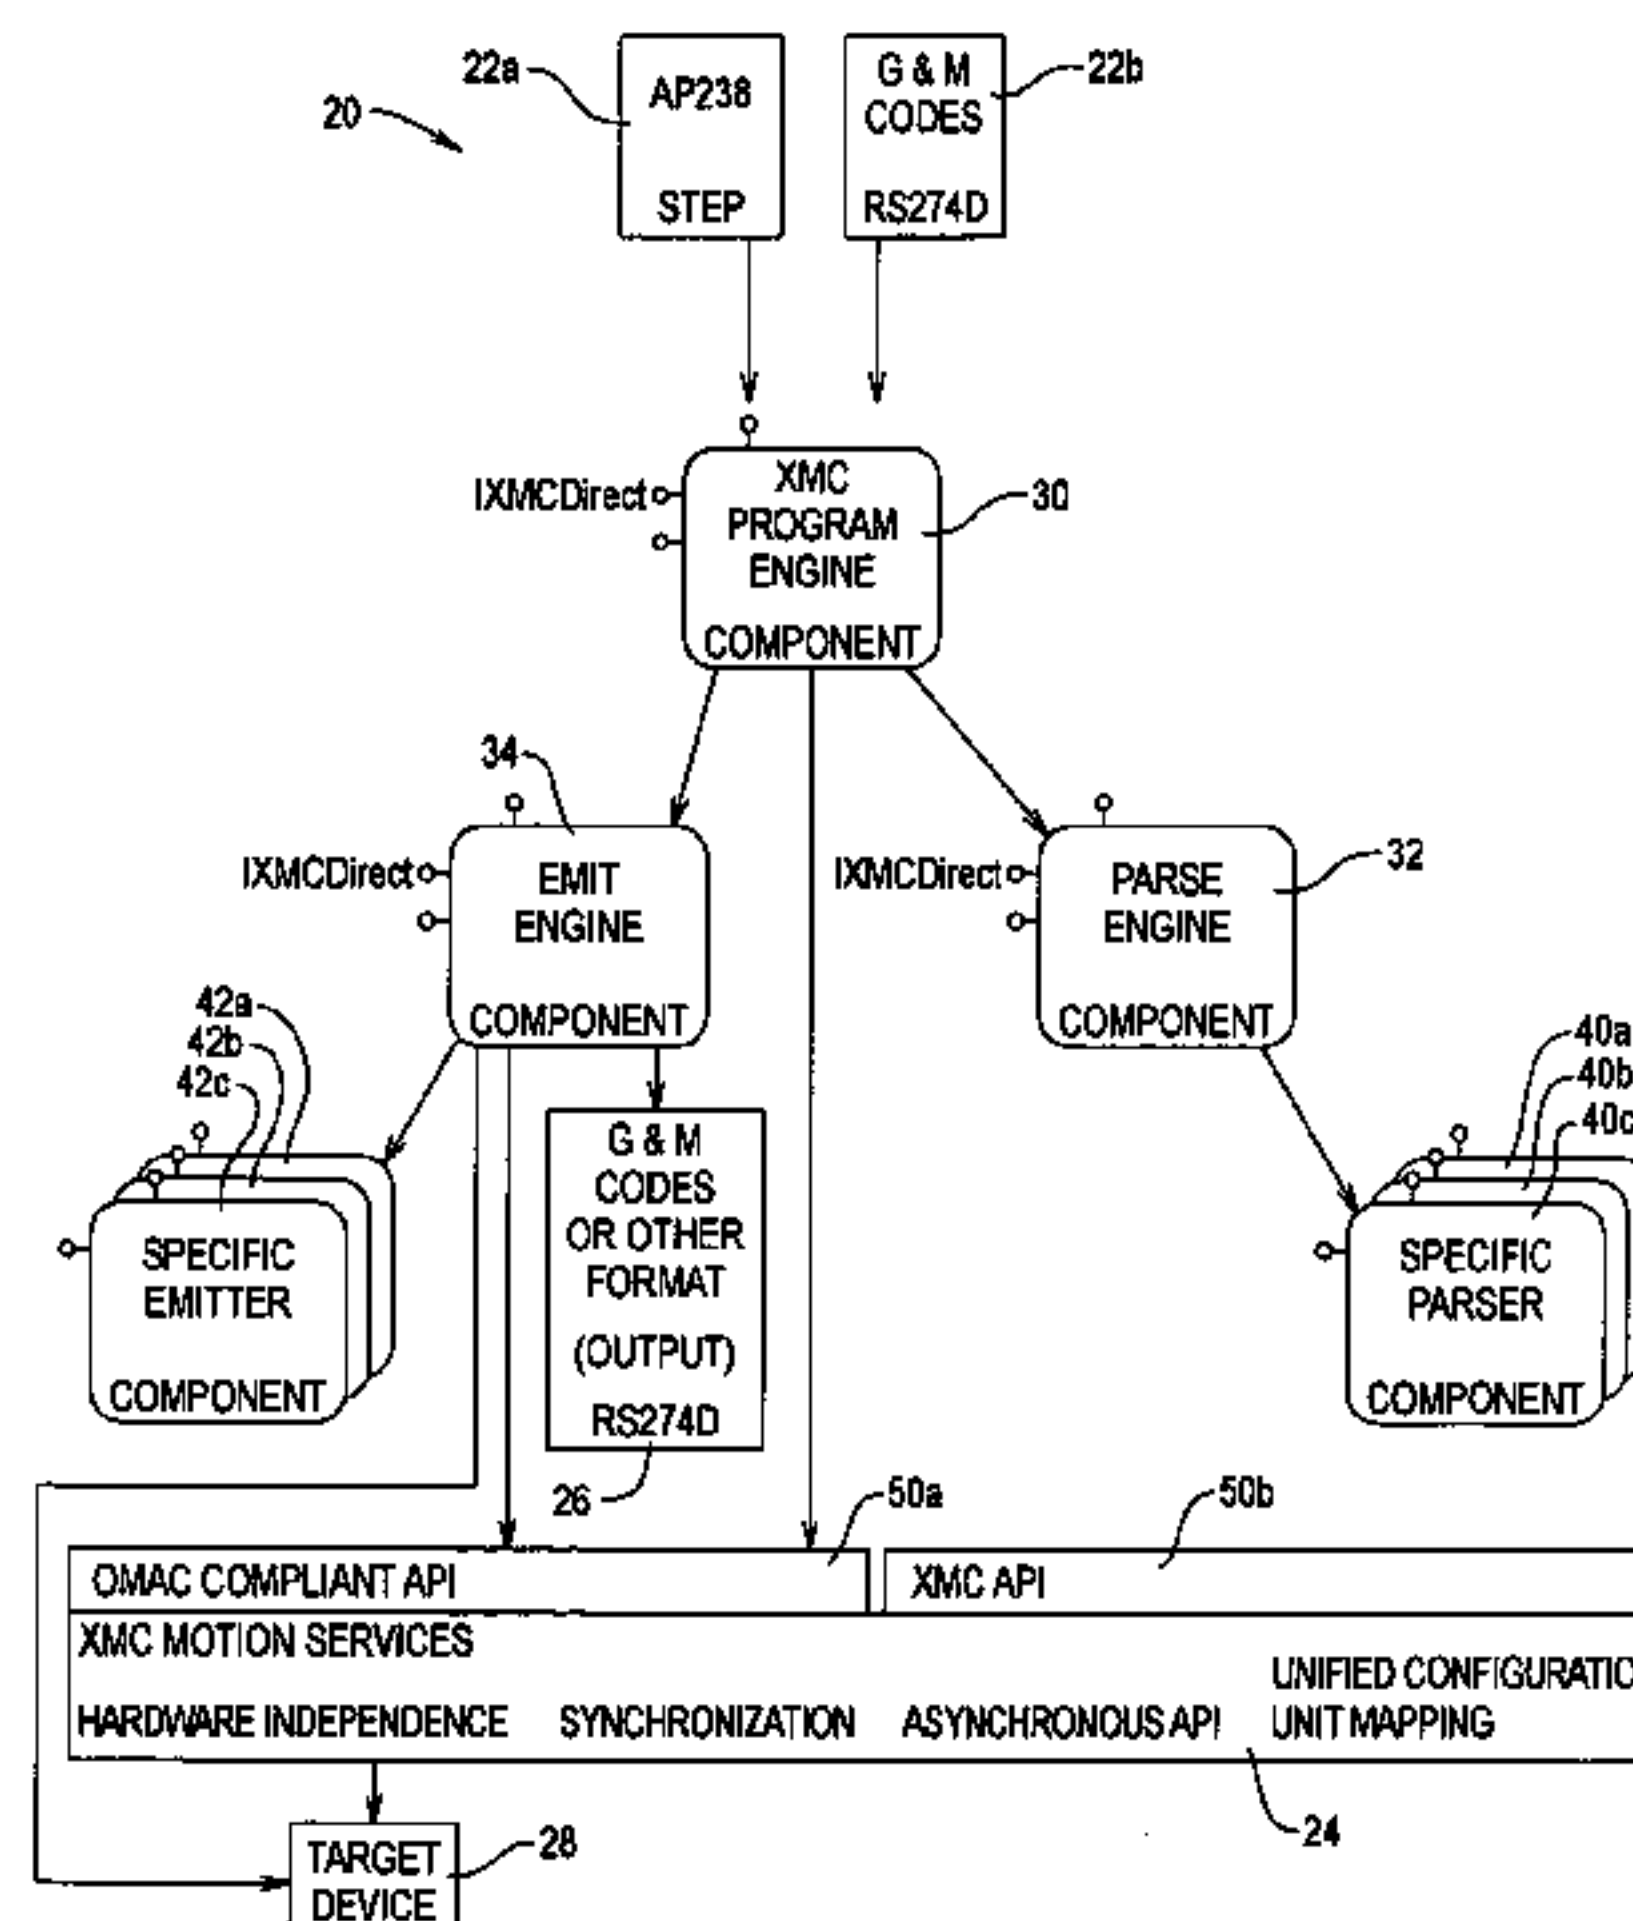 22a
AP238
STEP
G & M
CODES
RS274D
22b
20
IXMCDirect
XMC
PROGRAM
ENGINE
COMPONENT
30
34
IXMCDirect
EMIT
ENGINE
COMPONENT
IXMCDirect
PARSE
ENGINE
COMPONENT
32
42a
42b
42c
SPECIFIC
EMITTER
COMPONENT
G & M
CODES
OR OTHER
FORMAT
(OUTPUT)
RS274D
26
40a
40b
40c
SPECIFIC
PARSER
COMPONENT
50a
50b
OMAC COMPLIANT API
XMC API
XMC MOTION SERVICES
HARDWARE INDEPENDENCE
SYNCHRONIZATION
ASYNCHRONOUS API
UNIFIED CONFIGURATIO
UNIT MAPPING
24
TARGET
DEVICE
28